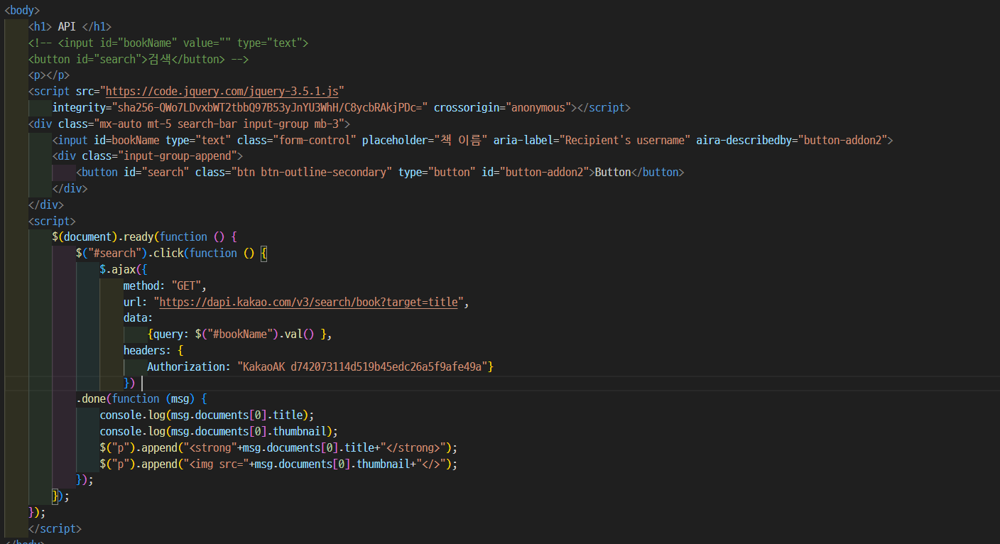 <body>
<h1> API </h1>
<!-- <input id="bookName" value="" type="text">
<button id="search">검색</button> -->
<p></p>
<script src="https://code.jquery.com/jquery-3.5.1.js"
integrity="sha256-QWo7LDvxbWT2tbbQ97B53yJnYU3WhH/C8ycbRAkjPDc=" crossorigin="anonymous"></script>
<div class="mx-auto mt-5 search-bar input-group mb-3">
<input id=bookName type="text" class="form-control" placeholder="책 이름" aria-label="Recipient's username" aira-describedby="button-addon2">
<div class="input-group-append">
<button id="search" class="btn btn-outline-secondary" type="button" id="button-addon2">Button</button>
</div>
</div>
<script>
$(document).ready(function () {
$("#search").click(function () {
$.ajax({
method: "GET",
url: "https://dapi.kakao.com/v3/search/book?target=title",
data:
{query: $("#bookName").val() },
headers: {
Authorization: "KakaoAK d742073114d519b45edc26a5f9afe49a"}
})
.done(function (msg) {
console.log(msg.documents[0].title);
console.log(msg.documents[0].thumbnail);
$("p").append("<strong"+msg.documents[0].title+"</strong>");
$("p").append("<img src="+msg.documents[0].thumbnail+"</>");
});
});
});
</script>
</body>